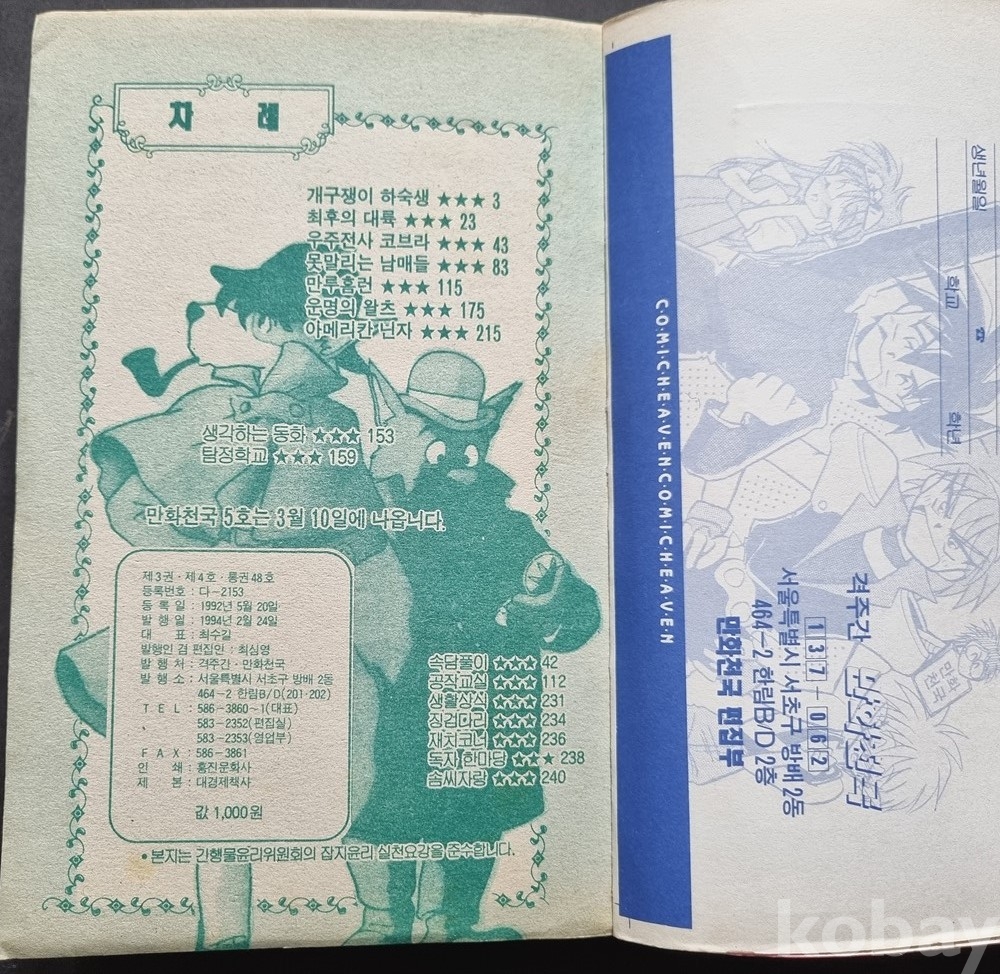 차 례
개구쟁이 하숙생 ★★★ 3
최후의 대륙 ★★★ 23
우주전사 코브라 ★★★ 43
못말리는 남매들 ★★★ 83
만루홈런 ★★★ 115
운명의 왈츠 ★★★ 175
아메리칸 닌자 ★★★ 215
생각하는 동화 ★★★ 153
탐정학교 ★★★ 159
만화천국 5호는 3월 10일에 나옵니다.
제3권·제4호·통권48호
등록번호 : 다-2153
등 록 일 : 1992년 5월 20일
발 행 일 : 1994년 2월 24일
대 표 : 최수길
발행인 겸 편집인 : 최심영
발 행 처 : 격주간·만화천국
발 행 소 : 서울특별시 서초구 방배 2동
464-2 한림B/D(201·202)
T E L : 586-3860~1(대표)
583-2352(편집실)
583-2353(영업부)
F A X : 586-3861
인 쇄 : 홍진문화사
제 본 : 대경제책사
값 1,000원
속담풀이 ★★★ 42
공작교실 ★★★ 112
생활상식 ★★★ 231
징검다리 ★★★ 234
재치코너 ★★★ 236
독자 한마당 ★★★ 238
솜씨자랑 ★★★ 240
•본지는 간행물윤리위원회의 잡지윤리 실천요강을 준수합니다.
C·O·M·I·C·H·E·A·V·E·N·C·O·M·I·C·H·E·A·V·E·N
생년월일
학교 학년
☎
격주간 만화천국
137-062
서울특별시 서초구 방배 2동
464-2 한림B/D 2층
만화천국 편집부
만화천국
kobay